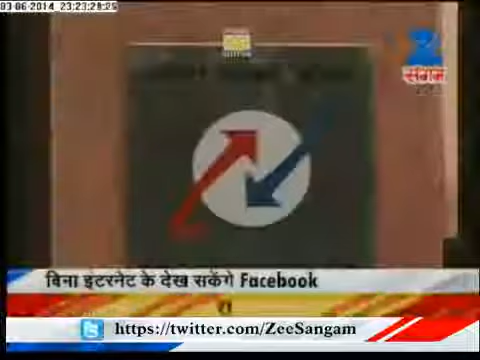 03-06-2014, 23:23:28:25
संगम
बिना इंटरनेट के देख सकेंगे Facebook
रा
https://twitter.com/ZeeSangam